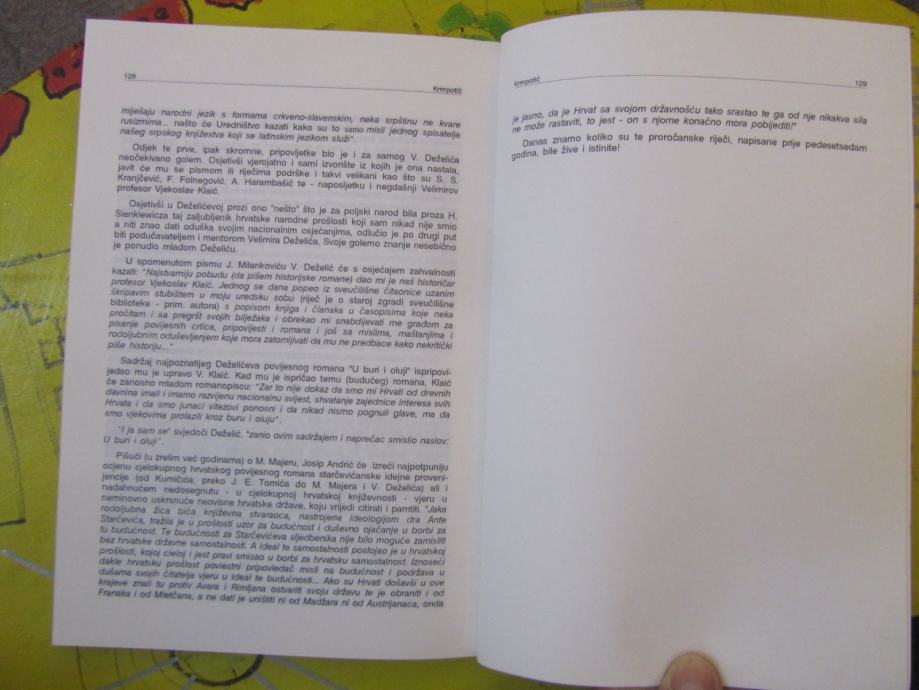 128
Krmpotić
miješaju narodni jezik s formama crkveno-slavenskim, neka srpštinu ne kvare
rusizmima... našto će Uredništvo kazati kako su to samo misli jednog spisatelja
našeg srpskog knjižestva koji se latinskim jezikom služi".
Odjek te prve, ipak skromne, pripovijetke bio je i za samog V. Deželića
neočekivano golem. Osjetivši vjerojatno i sami izvorište iz kojih je ona nastala,
javit će mu se pismom ili riječima podrške i takvi velikani kao što su S. S.
Kranjčević, F. Folnegović, A. Harambašić te - naposljetku i negdašnji Velimirov
profesor Vjekoslav Klaić.
Osjetivši u Deželićevoj prozi ono "nešto" što je za poljski narod bila proza H.
Sienkiewicza taj zaljubljenik hrvatske narodne prošlosti koji sam nikad nije smio
a niti znao dati oduška svojim nacionalnim osjećanjima, odlučio je po drugi put
biti podučavateljem i mentorom Velimira Deželića. Svoje golemo znanje nesebično
je ponudio mladom Deželiću.
U spomenutom pismu J. Milankoviću V. Deželić će s osjećajem zahvalnosti
kazati: "Najstvarniju pobudu (da pišem historijske romane) dao mi je naš historičar
profesor Vjekoslav Klaić. Jednog se dana popeo iz sveučilišne čitaonice uzanim
škripavim stubištem u moju uredsku sobu (riječ je o staroj zgradi sveučilišne
biblioteke - prim. autora) s popisom knjiga i članaka u časopisima koje neka
pročitam i sa pregršt svojih bilježaka i obrekao mi snabdijevati me građom za
pisanje povijesnih crtica, pripovijesti i romana i još sa mislima, maštanjima i
rodoljubnim oduševljenjem koje mora zatomljivati da mu ne predbace kako nekritički
piše historiju..."
Sadržaj najpoznatijeg Deželićeva povijesnog romana "U buri i oluji" ispripovi-
jedao mu je upravo V. Klaić. Kad mu je ispričao temu (budućeg) romana, Klaić
će zanosno mladom romanopiscu: "Zar to nije dokaz da smo mi Hrvati od drevnih
davnina imali i imamo razvijenu nacionalnu svijest, shvatanje zajednice interesa svih
Hrvata i da smo junaci vitezovi ponosni i da nikad nismo pognuli glave, ma da
smo vjekovima prolazili kroz buru i oluju".
"I ja sam se" svjedoči Deželić, "zanio ovim sadržajem i naprečac smislio naslov:
U buri i oluji".
Pišući (u zrelim već godinama) o M. Majeru, Josip Andrić će izreći najpotpuniju
ocjenu cjelokupnog hrvatskog povijesnog romana starčevićanske idejne proveni-
jencije (od Kumičića, preko J. E. Tomića do M. Majera i V. Deželića) ali i
nadahnućem nedosegnutu - u cjelokupnoj hrvatskoj književnosti - vjeru u
neminovno uskrsnuće neovisne hrvatske države, koju vrijedi citirati i pamtiti. "Jaka
rodoljubna žica bića književna stvaraoca, nastrojena ideologijom dra Ante
Starčevića, tražila je u prošlosti uzor za budućnost i duševno ojačanje u borbi za
tu budućnost. Te budućnosti za Starčevićeva sljedbenika nije bilo moguće zamisliti
bez hrvatske državne samostalnosti. A ideal te samostalnosti postojao je u hrvatskoj
prošlosti, kojoj cieloj i jest pravi smisao u borbi za hrvatsku samostalnost. Iznoseći
dakle hrvatsku prošlost poviestni pripoviedač misli na budućnost i podržava u
dušama svojih čitatelja vjeru u ideal te budućnosti... Ako su Hrvati došavši u ove
krajeve znali tu protiv Avara i Rimljana ostvariti svoju državu te je obraniti i od
Franaka i od Mletčana, a ne dati je uništiti ni od Madžara ni od Austrijanaca, onda
Krmpotić
129
je jasno, da je Hrvat sa svojom državnošću tako srastao te ga od nje nikakva sila
ne može rastaviti, to jest - on s njome konačno mora pobijediti!"
Danas znamo koliko su te proročanske riječi, napisane prije pedesetsedam
godina, bile žive i istinite!